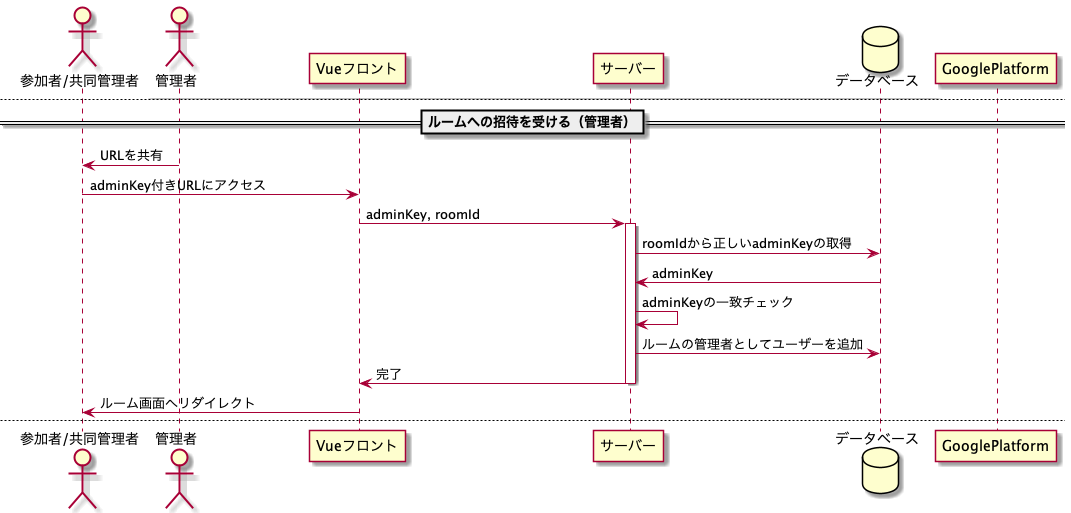 参加者/共同管理者
管理者
Vueフロント
サーバー
データベース
GooglePlatform
ルームへの招待を受ける（管理者）
URLを共有
adminKey付きURLにアクセス
adminKey, roomId
roomIdから正しいadminKeyの取得
adminKey
adminKeyの一致チェック
ルームの管理者としてユーザーを追加
完了
ルーム画面へリダイレクト
参加者/共同管理者
管理者
Vueフロント
サーバー
データベース
GooglePlatform